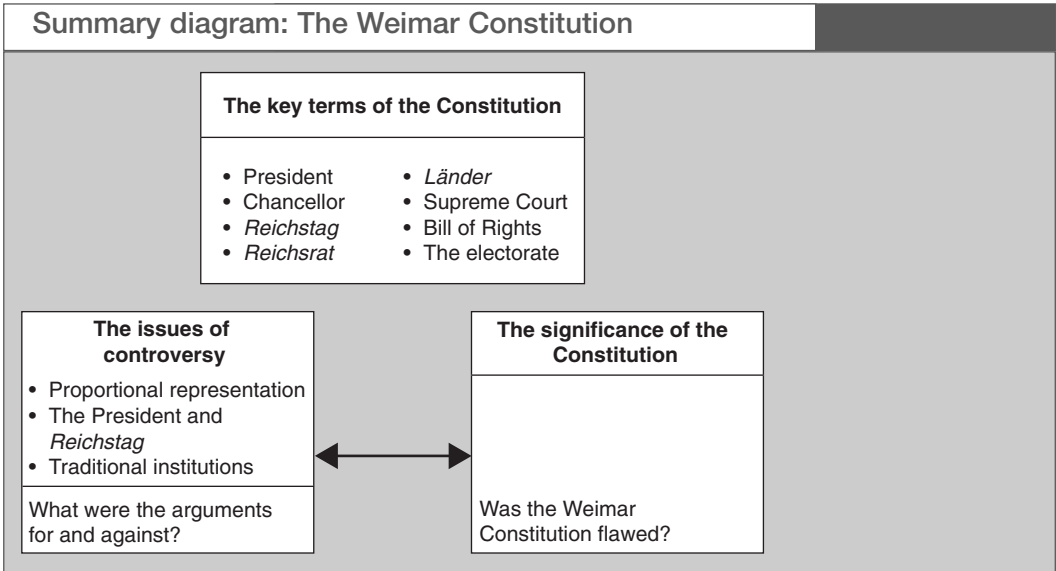 Summary diagram: The Weimar Constitution
The key terms of the Constitution
• President
• Chancellor
• Reichstag
• Reichsrat
• Länder
• Supreme Court
• Bill of Rights
• The electorate
The issues of
controversy
• Proportional representation
• The President and
Reichstag
• Traditional institutions
What were the arguments
for and against?
The significance of the
Constitution
Was the Weimar
Constitution flawed?